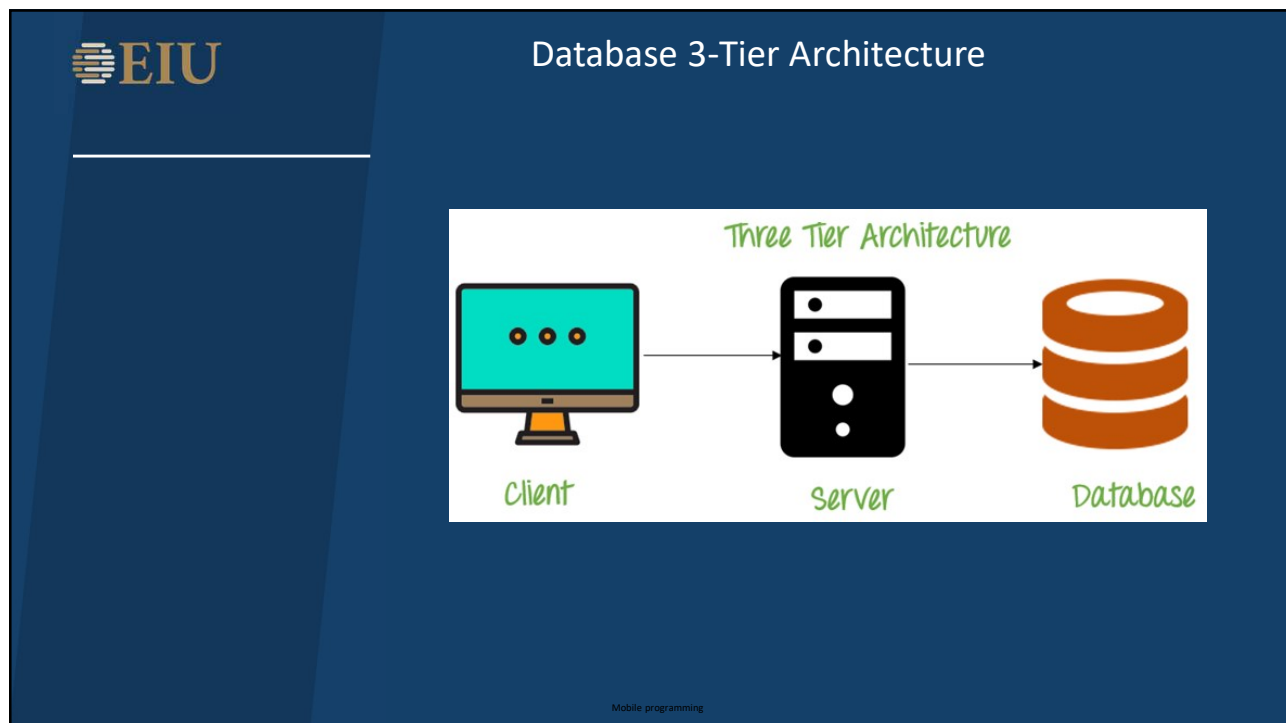 EIU
Database 3-Tier Architecture
Three Tier Architecture
Client
Server
Database
Mobile programming